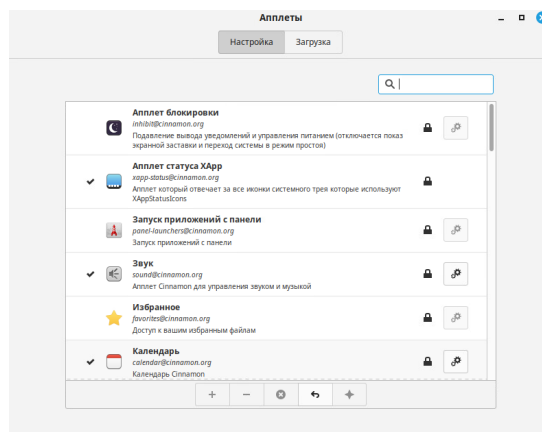 Апплеты
Настройка
Загрузка
Апплет блокировки
inhibit@cinnamon.org
Подавление вывода уведомлений и управления питанием (отключается показ
экранной заставки и переход системы в режим простоя)
Апплет статуса XApp
xapp-status@cinnamon.org
Апплет который отвечает за все иконки системного трея которые используют
XAppStatusIcons
Запуск приложений с панели
panel-launchers@cinnamon.org
Запуск приложений с панели
Звук
sound@cinnamon.org
Апплет Cinnamon для управления звуком и музыкой
Избранное
favorites@cinnamon.org
Доступ к вашим избранным файлам
Календарь
calendar@cinnamon.org
Календарь Cinnamon